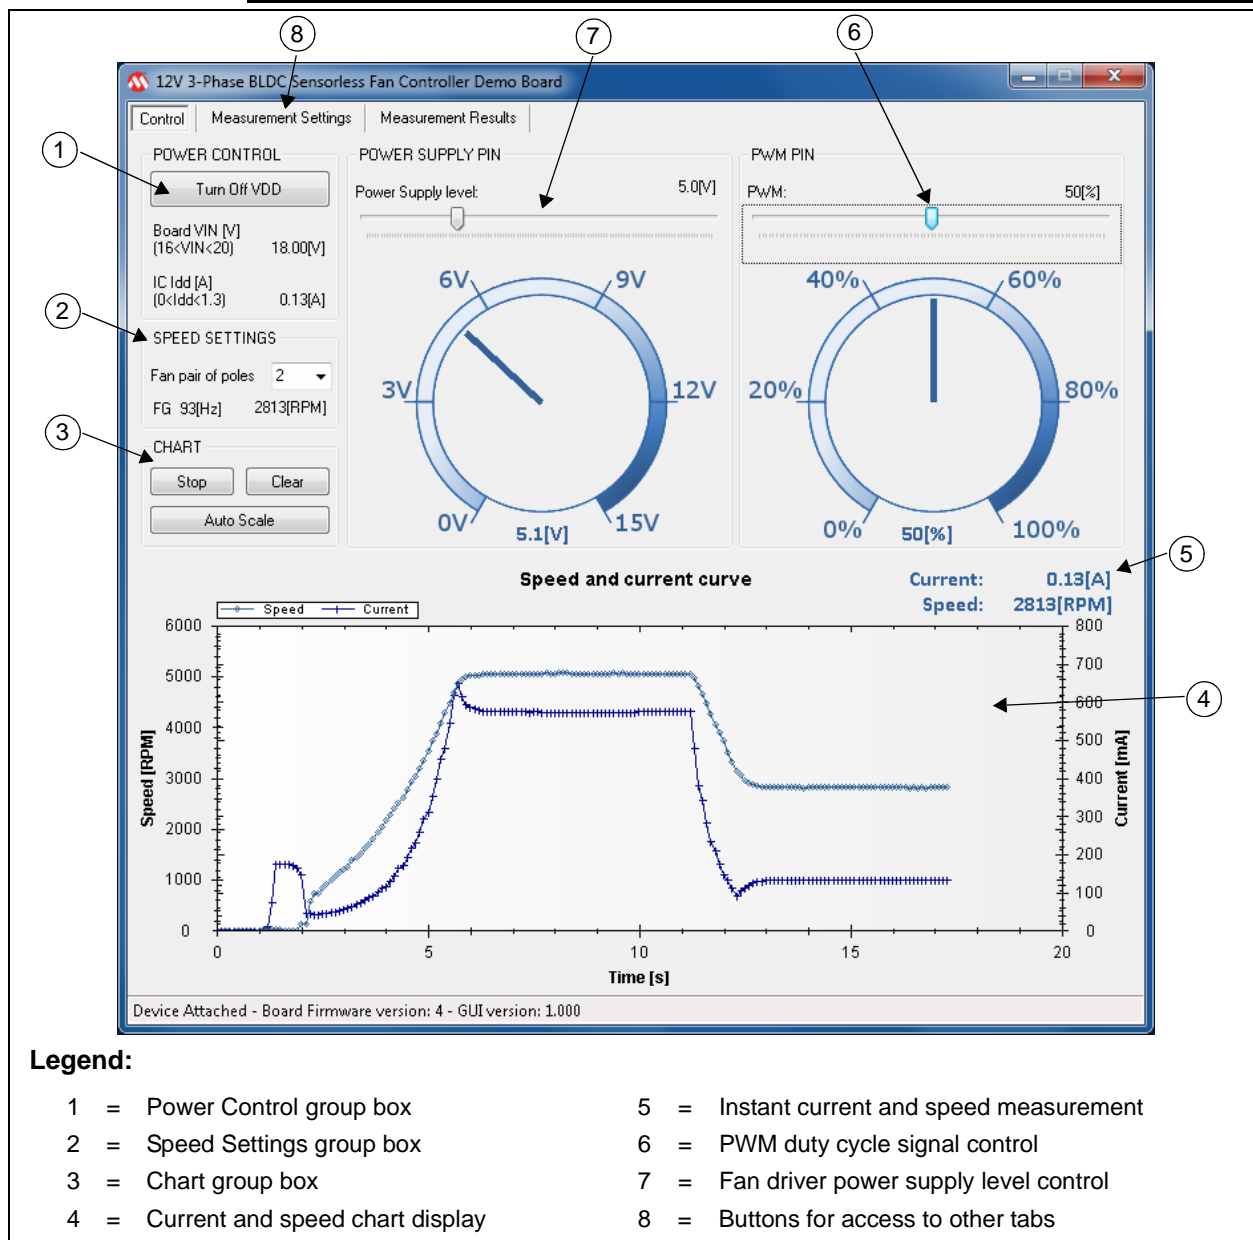 8
7
6
12V 3-Phase BLDC Sensorless Fan Controller Demo Board
Control Measurement Settings Measurement Results
1
POWER CONTROL
Turn Off VDD
Board VIN [V]
(16<VIN<20) 18.00[V]
IC Idd [A]
(0<Idd<1.3) 0.13[A]
2
SPEED SETTINGS
Fan pair of poles 2
FG 93[Hz] 2813[RPM]
3
CHART
Stop Clear
Auto Scale
POWER SUPPLY PIN
Power Supply level: 5.0[V]
6V 9V
3V 12V
0V 15V
5.1[V]
PWM PIN
PWM: 50[%]
40% 60%
20% 80%
0% 100%
50[%]
5
Speed and current curve
Current: 0.13[A]
Speed: 2813[RPM]
Speed Current
6000 800
700
5000
4
600
4000
500
3000 400
300
2000
200
1000
100
0 0
Speed [RPM]
Current [mA]
0 5 10 15 20
Time [s]
Device Attached - Board Firmware version: 4 - GUI version: 1.000
Legend:
1 = Power Control group box
2 = Speed Settings group box
3 = Chart group box
4 = Current and speed chart display
5 = Instant current and speed measurement
6 = PWM duty cycle signal control
7 = Fan driver power supply level control
8 = Buttons for access to other tabs